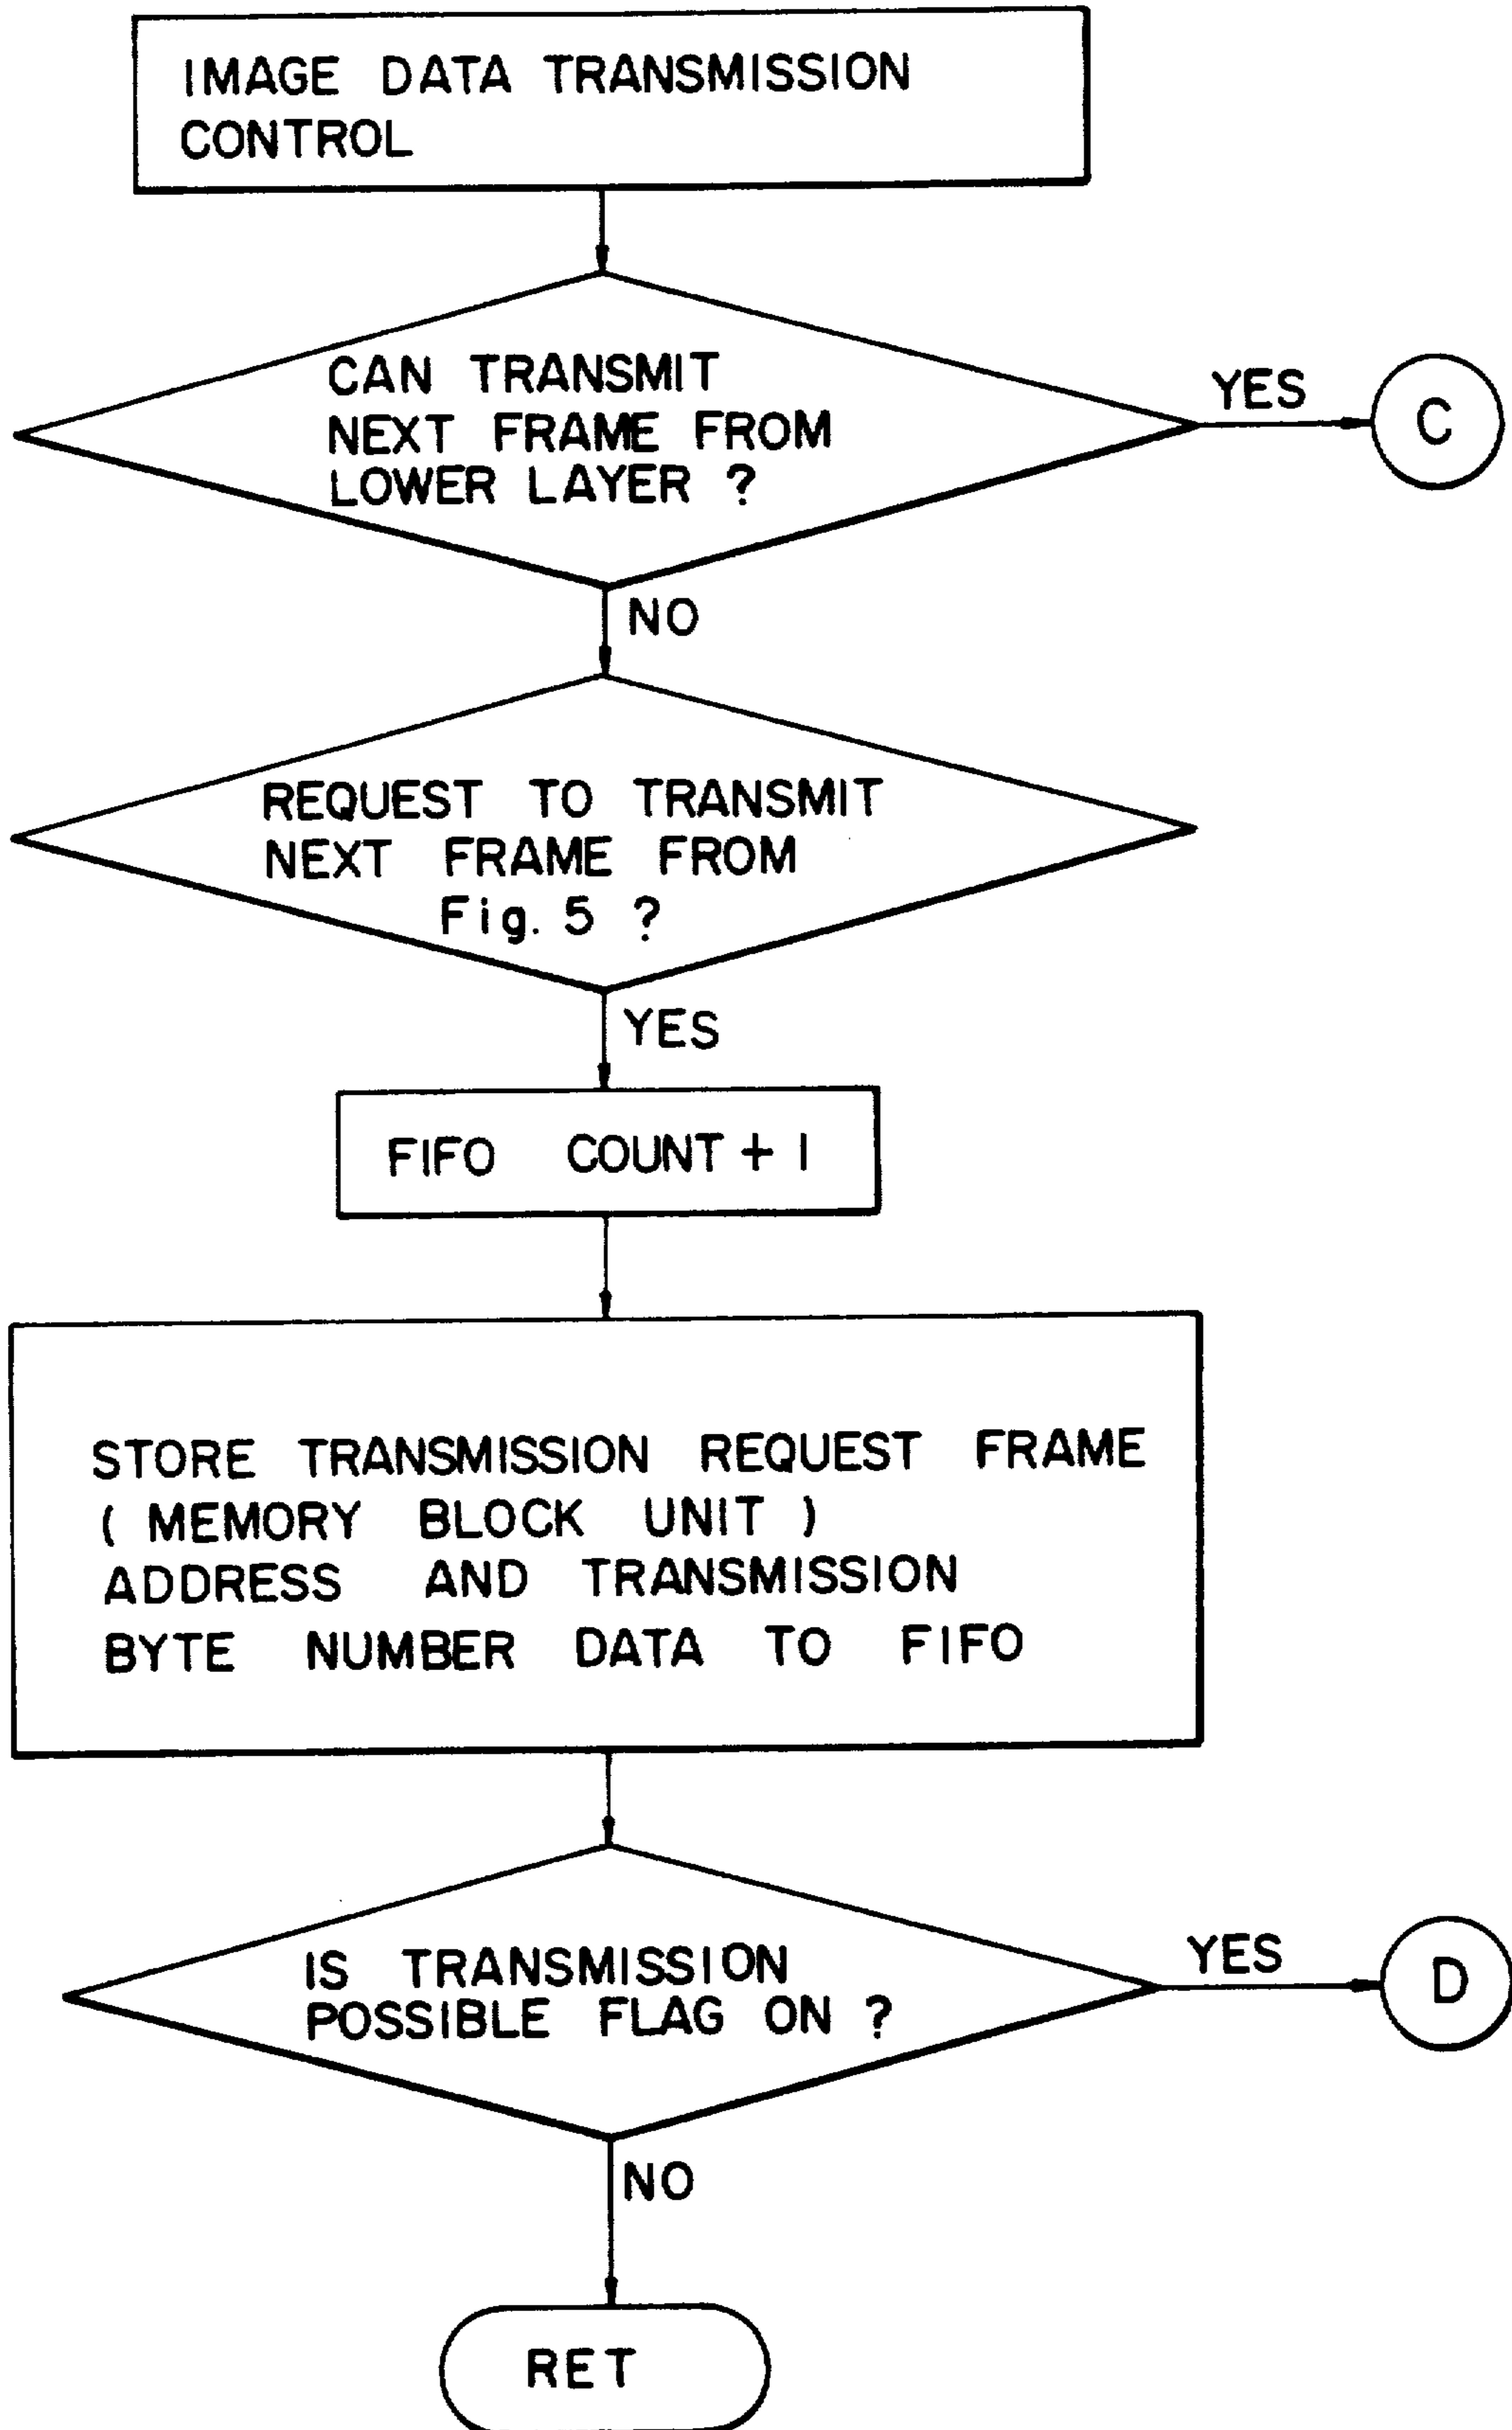 IMAGE DATA TRANSMISSION
CONTROL
CAN TRANSMIT
NEXT FRAME FROM
LOWER LAYER ?
YES
C
NO
REQUEST TO TRANSMIT
NEXT FRAME FROM
Fig. 5 ?
YES
FIFO COUNT + 1
STORE TRANSMISSION REQUEST FRAME
( MEMORY BLOCK UNIT )
ADDRESS AND TRANSMISSION
BYTE NUMBER DATA TO FIFO
IS TRANSMISSION
POSSIBLE FLAG ON ?
YES
D
NO
RET